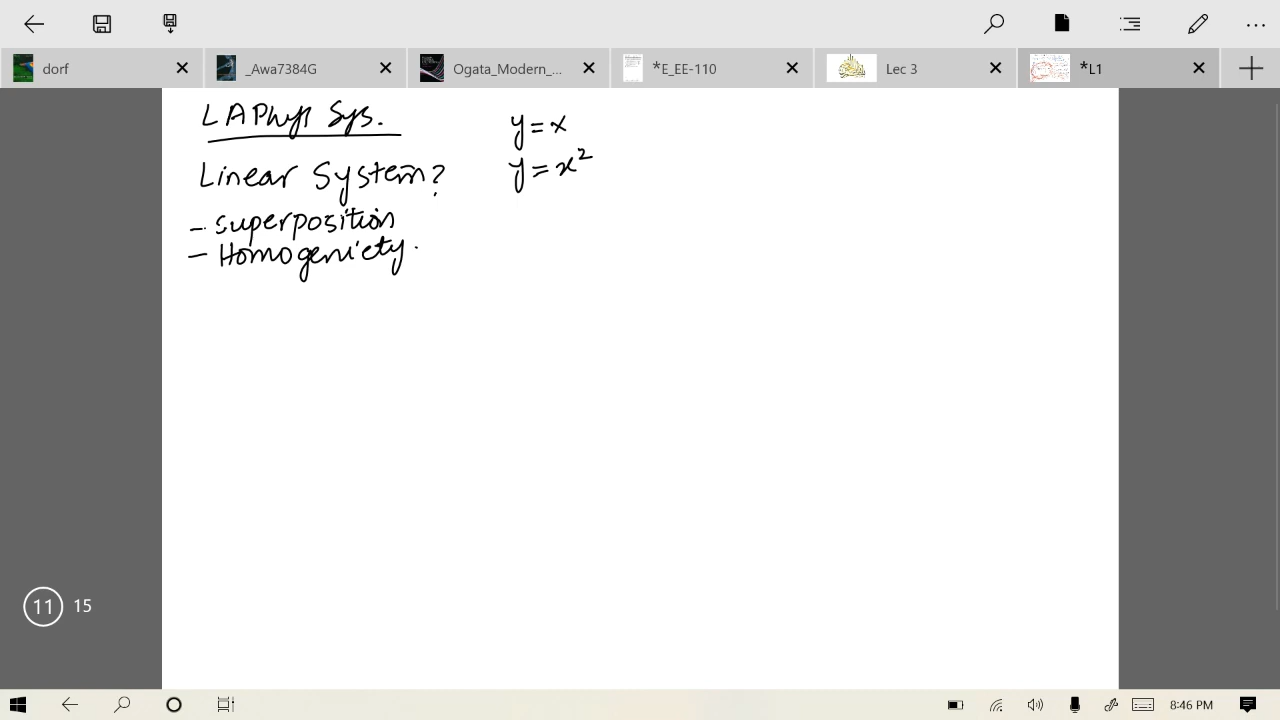 dorf
_Awa7384G
Ogata_Modern_...
*E_EE-110
Lec 3
*L1
LAPhys Sys.
Linear System?
- superposition
- Homogeniety.
y = x
y = x²
11 15
8:46 PM